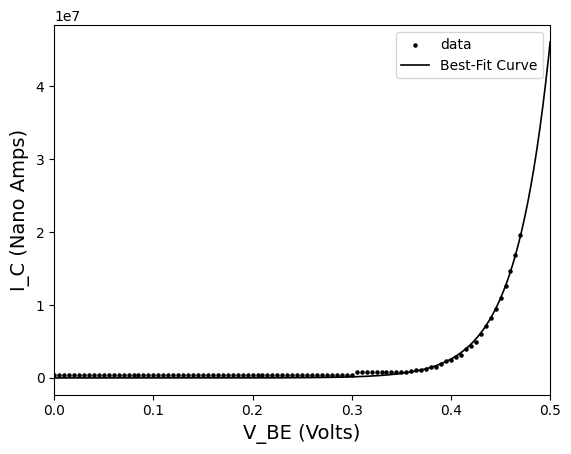 1e7
data
Best-Fit Curve
4
3
2
1
0
I_C (Nano Amps)
0.0 0.1 0.2 0.3 0.4 0.5
V_BE (Volts)